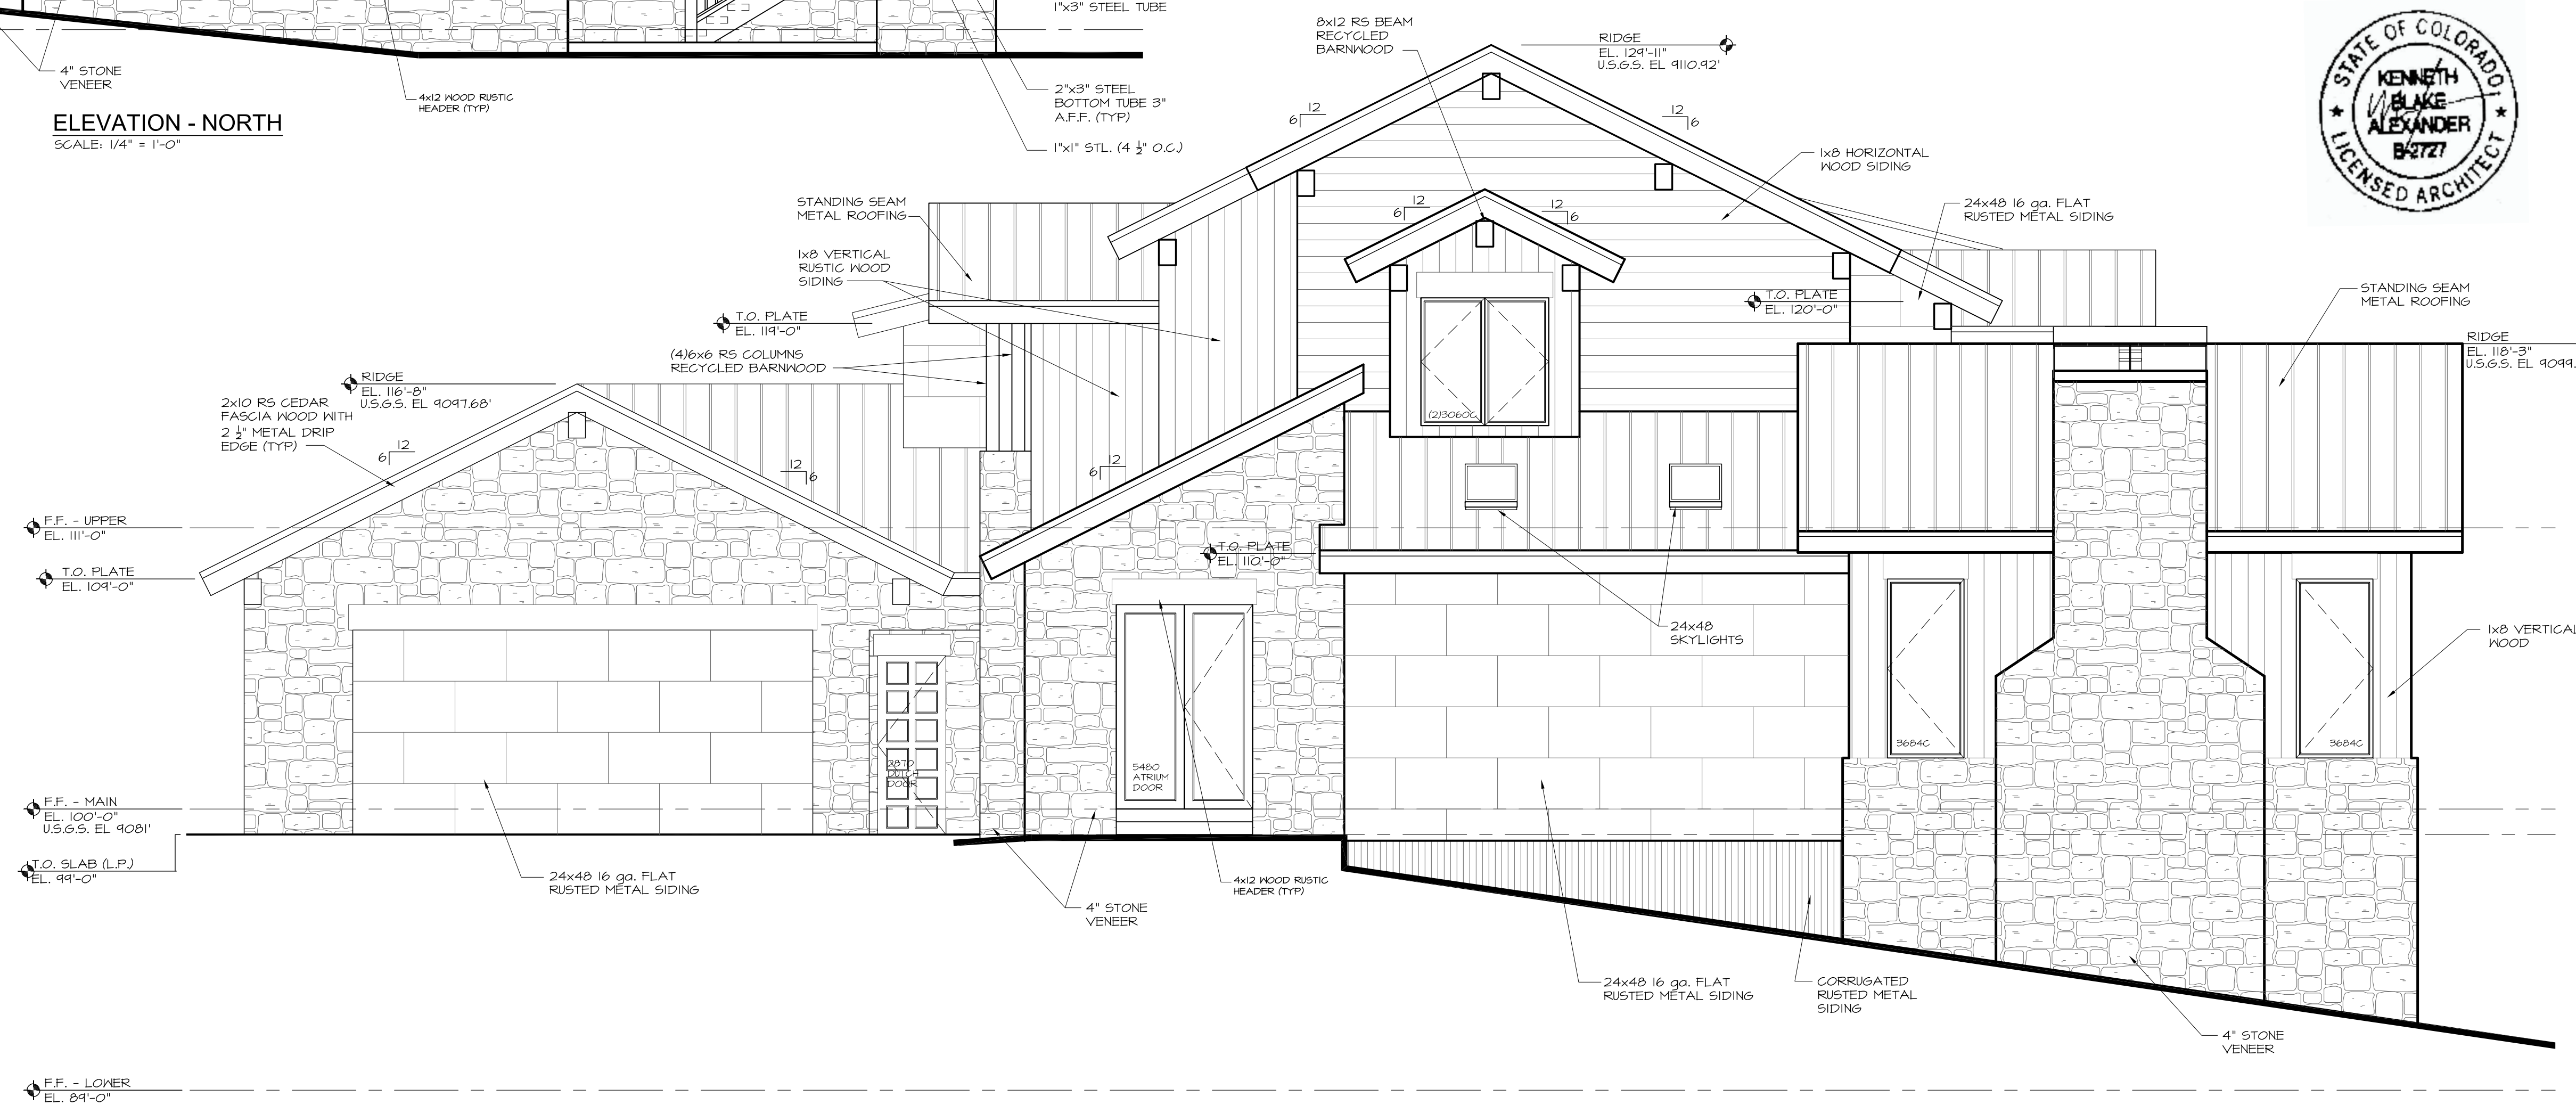 1"x3" STEEL TUBE
4" STONE
VENEER
4x12 WOOD RUSTIC
HEADER (TYP)
2"x3" STEEL
BOTTOM TUBE 3"
A.F.F. (TYP)
1"x1" STL. (4 ½" O.C.)
ELEVATION - NORTH
SCALE: 1/4" = 1'-0"
8x12 RS BEAM
RECYCLED
BARNWOOD
RIDGE
EL. 129'-11"
U.S.G.S. EL 9110.92'
STATE OF COLORADO
KENNETH
BLAKE
ALEXANDER
B-2727
LICENSED ARCHITECT
12
6
12
6
1x8 HORIZONTAL
WOOD SIDING
STANDING SEAM
METAL ROOFING
12
6
12
6
24x48 16 ga. FLAT
RUSTED METAL SIDING
1x8 VERTICAL
RUSTIC WOOD
SIDING
STANDING SEAM
METAL ROOFING
T.O. PLATE
EL. 119'-0"
T.O. PLATE
EL. 120'-0"
(4)6x6 RS COLUMNS
RECYCLED BARNWOOD
RIDGE
EL. 118'-3"
U.S.G.S. EL 9099.
RIDGE
EL. 116'-8"
U.S.G.S. EL 9097.68'
2x10 RS CEDAR
FASCIA WOOD WITH
2 ½" METAL DRIP
EDGE (TYP)
12
6
12
6
12
6
(2)3060C
F.F. - UPPER
EL. 111'-0"
T.O. PLATE
EL. 110'-0"
T.O. PLATE
EL. 109'-0"
24x48
SKYLIGHTS
1x8 VERTICAL
WOOD
3684C
3684C
2870
DUTCH
DOOR
5480
ATRIUM
DOOR
F.F. - MAIN
EL. 100'-0"
U.S.G.S. EL 9081'
T.O. SLAB (L.P.)
EL. 99'-0"
24x48 16 ga. FLAT
RUSTED METAL SIDING
4" STONE
VENEER
4x12 WOOD RUSTIC
HEADER (TYP)
24x48 16 ga. FLAT
RUSTED METAL SIDING
CORRUGATED
RUSTED METAL
SIDING
4" STONE
VENEER
F.F. - LOWER
EL. 89'-0"